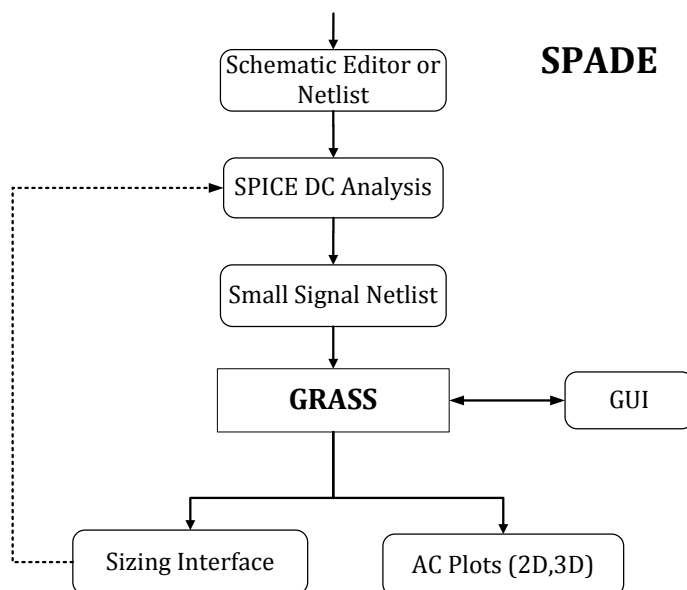 SPADE
Schematic Editor or
Netlist
SPICE DC Analysis
Small Signal Netlist
GRASS
GUI
Sizing Interface
AC Plots (2D,3D)